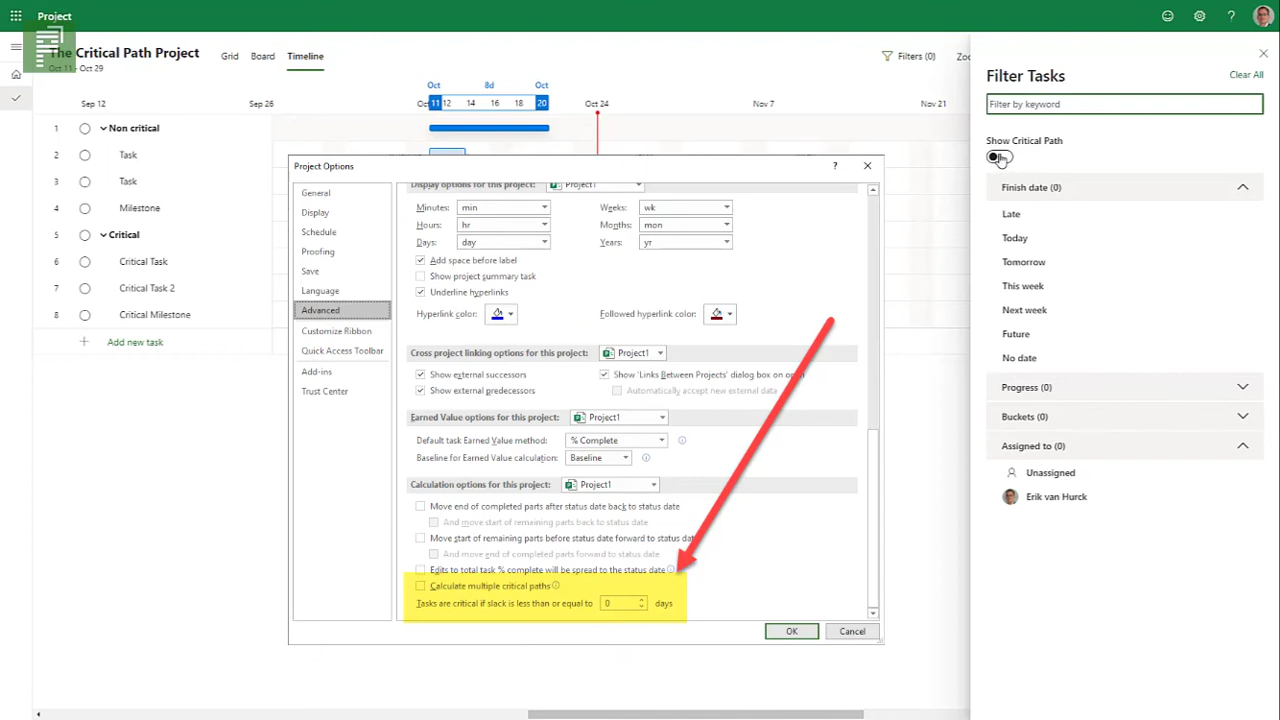 Project
The Critical Path Project
Oct 11 - Oct 29
Grid Board Timeline
Filters (0)
Oct 8d Oct
Sep 12 Sep 26 11 12 14 16 18 20 Oct 24 Nov 7 Nov 21
1 Non critical
2 Task
3 Task
4 Milestone
5 Critical
6 Critical Task
7 Critical Task 2
8 Critical Milestone
Add new task
Project Options ?
General
Display
Schedule
Proofing
Save
Language
Advanced
Customize Ribbon
Quick Access Toolbar
Add-ins
Trust Center
Display options for this project: Project1
Minutes: min Weeks: wk
Hours: hr Months: mon
Days: day Years: yr
Add space before label
Show project summary task
Underline hyperlinks
Hyperlink color: Followed hyperlink color:
Cross project linking options for this project: Project1
Show external successors Show 'Links Between Projects' dialog box on open
Show external predecessors Automatically accept new external data
Earned Value options for this project: Project1
Default task Earned Value method: % Complete
Baseline for Earned Value calculation: Baseline
Calculation options for this project: Project1
Move end of completed parts after status date back to status date
And move start of remaining parts back to status date
Move start of remaining parts before status date forward to status date
And move end of completed parts forward to status date
Edits to total task % complete will be spread to the status date
Calculate multiple critical paths
Tasks are critical if slack is less than or equal to 0 days
OK Cancel
Filter Tasks Clear All
Filter by keyword
Show Critical Path
Finish date (0)
Late
Today
Tomorrow
This week
Next week
Future
No date
Progress (0)
Buckets (0)
Assigned to (0)
Unassigned
Erik van Hurck